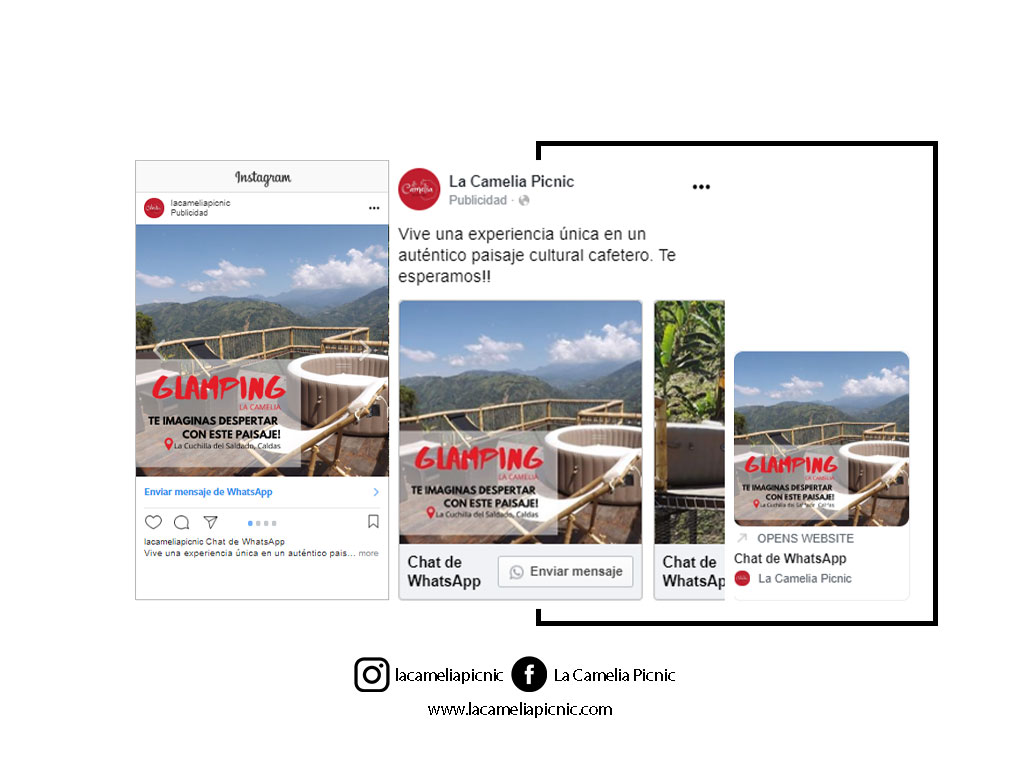 Instagram
lacameliapicnic
Publicidad
GLAMPING
LA CAMELIA
TE IMAGINAS DESPERTAR
CON ESTE PAISAJE!
La Cuchilla del Saldado, Caldas
Enviar mensaje de WhatsApp
lacameliapicnic Chat de WhatsApp
Vive una experiencia única en un auténtico pais... more
Camelia
La Camelia Picnic
Publicidad ·
Vive una experiencia única en un
auténtico paisaje cultural cafetero. Te
esperamos!!
GLAMPING
LA CAMELIA
TE IMAGINAS DESPERTAR
CON ESTE PAISAJE!
La Cuchilla del Saldado, Caldas
Chat de
WhatsApp
Enviar mensaje
Chat de
WhatsAp
GLAMPING
LA CAMELIA
TE IMAGINAS DESPERTAR
CON ESTE PAISAJE!
La Cuchilla del Saldado, Caldas
OPENS WEBSITE
Chat de WhatsApp
La Camelia Picnic
lacameliapicnic
La Camelia Picnic
www.lacameliapicnic.com